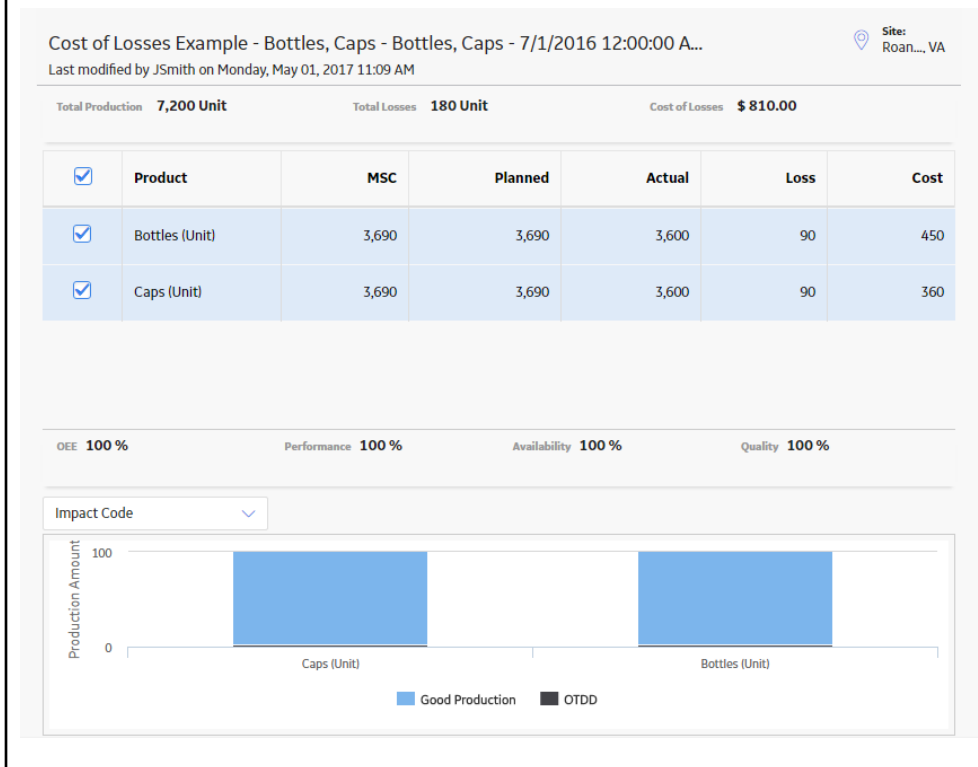 Cost of Losses Example - Bottles, Caps - Bottles, Caps - 7/1/2016 12:00:00 A...
Site:
Roan..., VA
Last modified by JSmith on Monday, May 01, 2017 11:09 AM
Total Production 7,200 Unit Total Losses 180 Unit Cost of Losses $ 810.00
Product MSC Planned Actual Loss Cost
Bottles (Unit) 3,690 3,690 3,600 90 450
Caps (Unit) 3,690 3,690 3,600 90 360
OEE 100 % Performance 100 % Availability 100 % Quality 100 %
Impact Code
Production Amount
100
0
Caps (Unit) Bottles (Unit)
Good Production OTDD